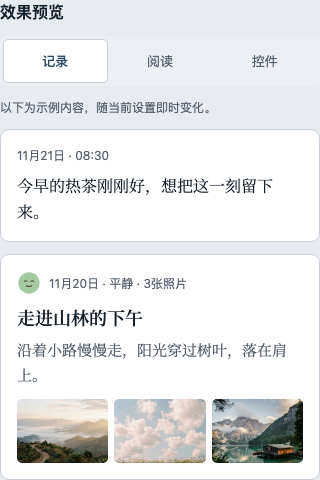 效果预览
记录
阅读
控件
以下为示例内容，随当前设置即时变化。
11月21日 · 08:30
今早的热茶刚刚好，想把这一刻留下
来。
11月20日 · 平静 · 3张照片
走进山林的下午
沿着小路慢慢走，阳光穿过树叶，落在肩
上。